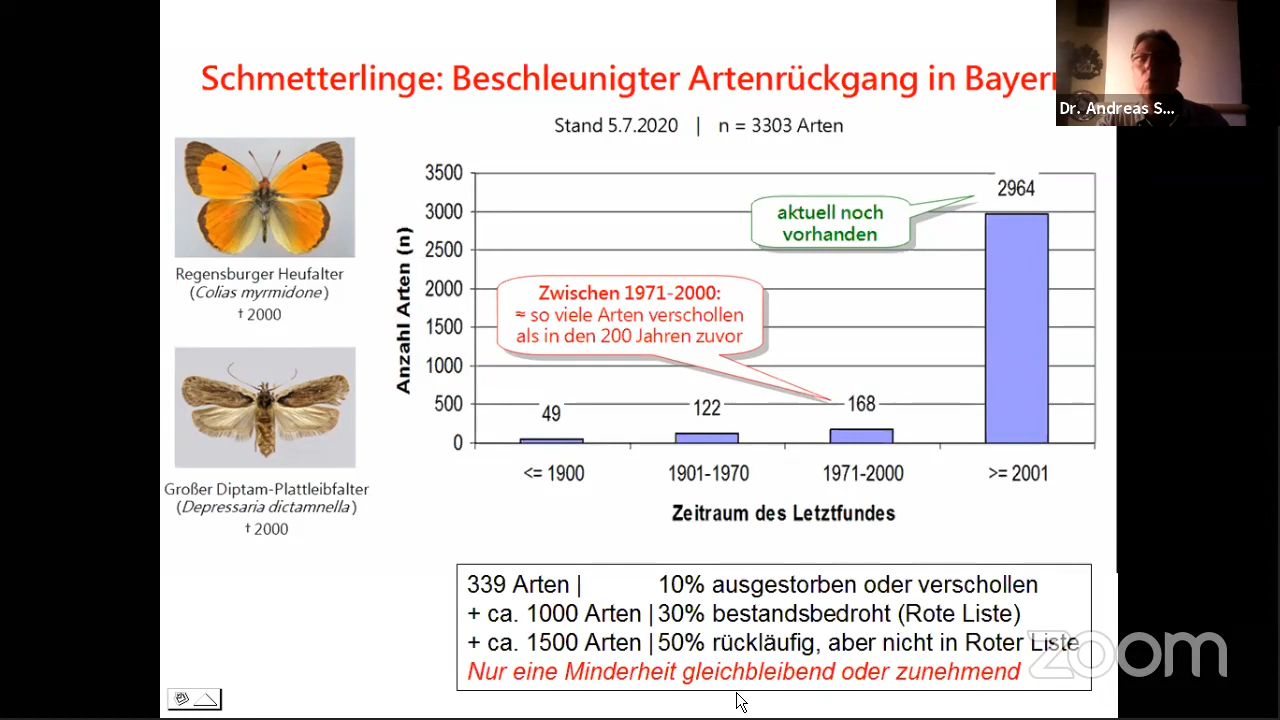 Schmetterlinge: Beschleunigter Artenrückgang in Bayern
Dr. Andreas S...
Stand 5.7.2020 | n = 3303 Arten
Regensburger Heufalter
(Colias myrmidone)
† 2000
Großer Diptam-Plattleibfalter
(Depressaria dictamnella)
† 2000
Anzahl Arten (n)
3500
3000
2500
2000
1500
1000
500
0
aktuell noch
vorhanden
Zwischen 1971-2000:
≈ so viele Arten verschollen
als in den 200 Jahren zuvor
49
122
168
2964
<= 1900
1901-1970
1971-2000
>= 2001
Zeitraum des Letztfundes
339 Arten | 10% ausgestorben oder verschollen
+ ca. 1000 Arten | 30% bestandsbedroht (Rote Liste)
+ ca. 1500 Arten | 50% rückläufig, aber nicht in Roter Liste
Nur eine Minderheit gleichbleibend oder zunehmend
zoom